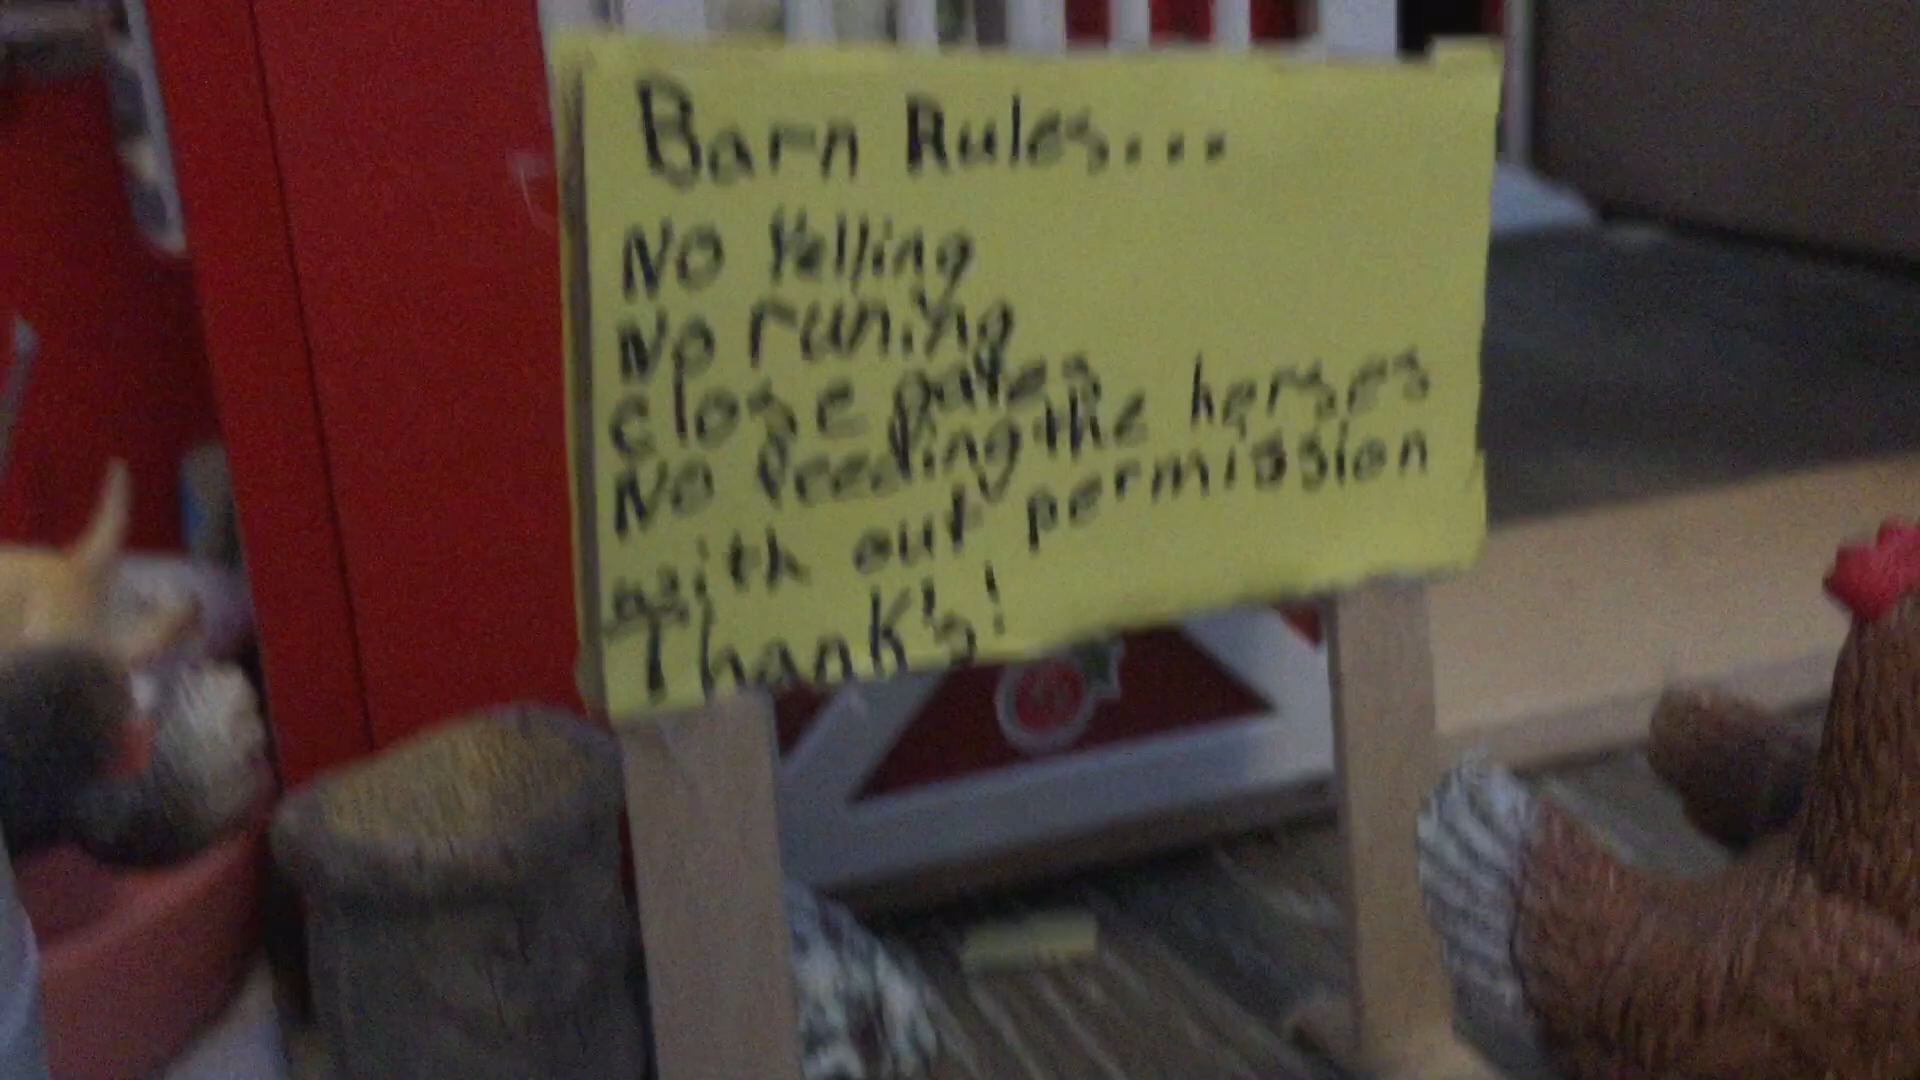 Barn Rules...
No Yelling
No runing
close gates
No feeding the horses
with out permission
Thank's!